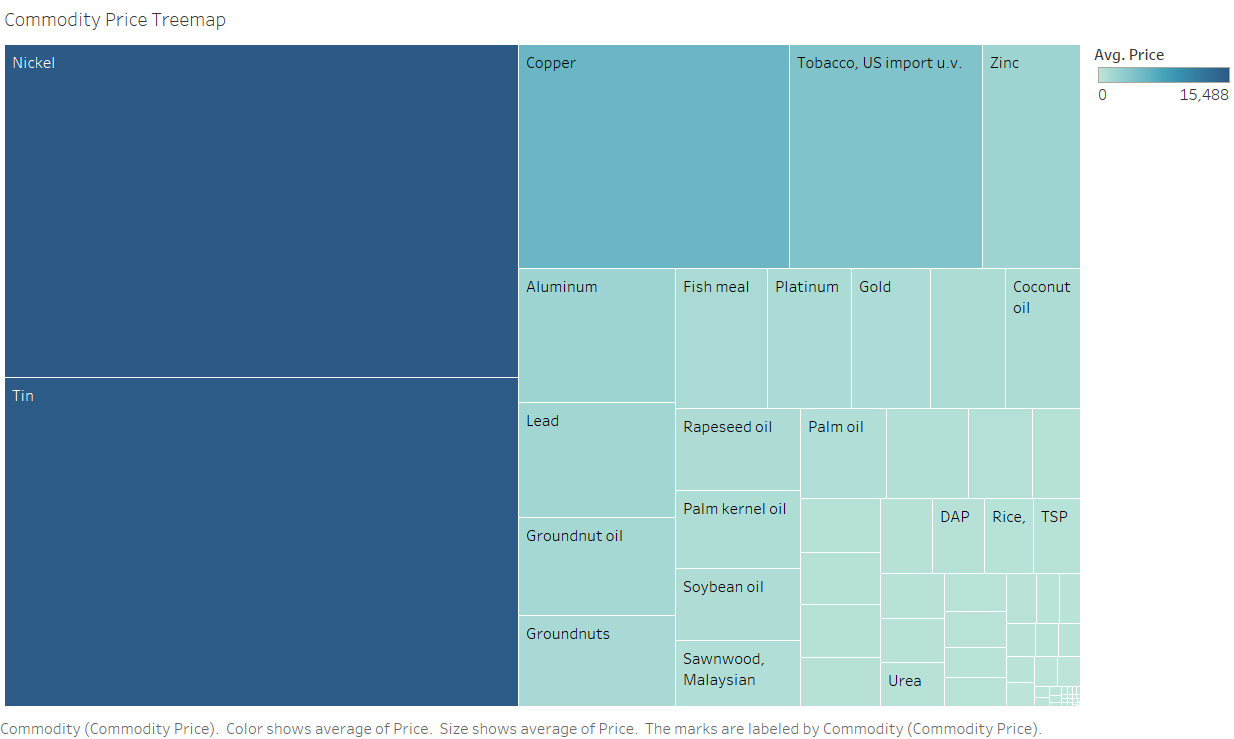 Commodity Price Treemap
Nickel
Copper
Tobacco, US import u.v.
Zinc
Avg. Price
0
15,488
Aluminum
Fish meal
Platinum
Gold
Coconut
oil
Tin
Lead
Rapeseed oil
Palm oil
Palm kernel oil
DAP
Rice,
TSP
Groundnut oil
Soybean oil
Groundnuts
Sawnwood,
Malaysian
Urea
Commodity (Commodity Price).  Color shows average of Price.  Size shows average of Price.  The marks are labeled by Commodity (Commodity Price).